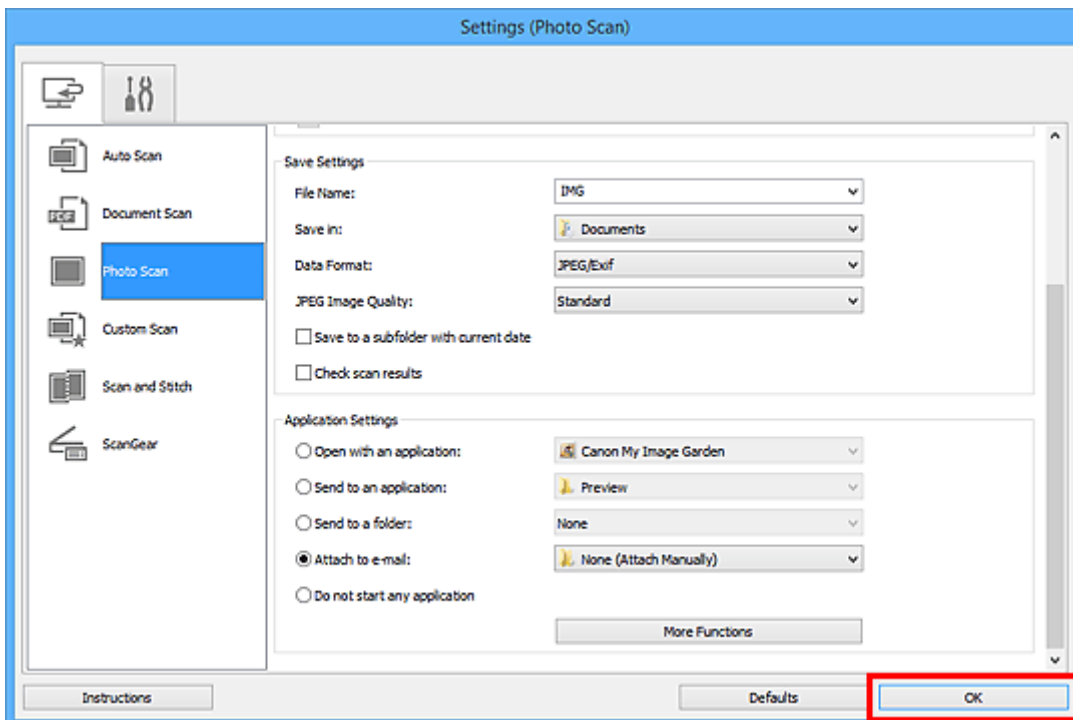 Settings (Photo Scan)
Auto Scan
PDF
Document Scan
Photo Scan
Custom Scan
Scan and Stitch
ScanGear
Save Settings
File Name: IMG
Save in: Documents
Data Format: JPEG/Exif
JPEG Image Quality: Standard
Save to a subfolder with current date
Check scan results
Application Settings
Open with an application: Canon My Image Garden
Send to an application: Preview
Send to a folder: None
Attach to e-mail: None (Attach Manually)
Do not start any application
More Functions
Instructions Defaults OK